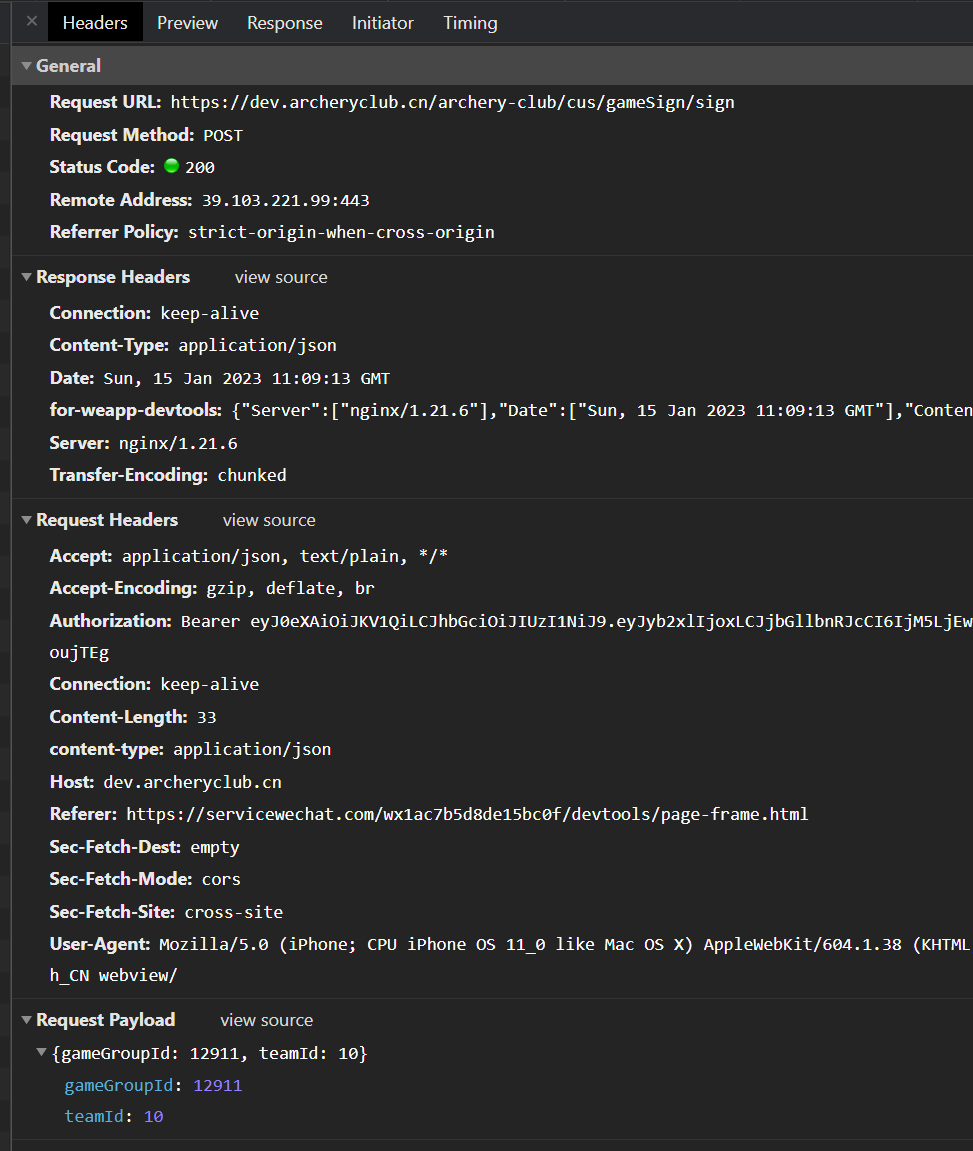 × Headers Preview Response Initiator Timing
General
Request URL: https://dev.archeryclub.cn/archery-club/cus/gameSign/sign
Request Method: POST
Status Code: 200
Remote Address: 39.103.221.99:443
Referrer Policy: strict-origin-when-cross-origin
Response Headers view source
Connection: keep-alive
Content-Type: application/json
Date: Sun, 15 Jan 2023 11:09:13 GMT
for-weapp-devtools: {"Server":["nginx/1.21.6"],"Date":["Sun, 15 Jan 2023 11:09:13 GMT"],"Conten
Server: nginx/1.21.6
Transfer-Encoding: chunked
Request Headers view source
Accept: application/json, text/plain, */*
Accept-Encoding: gzip, deflate, br
Authorization: Bearer eyJ0eXAiOiJKV1QiLCJhbGciOiJIUzI1NiJ9.eyJyb2xlIjoxLCJjbGllbnRJcCI6IjM5LjEw
oujTEg
Connection: keep-alive
Content-Length: 33
content-type: application/json
Host: dev.archeryclub.cn
Referer: https://servicewechat.com/wx1ac7b5d8de15bc0f/devtools/page-frame.html
Sec-Fetch-Dest: empty
Sec-Fetch-Mode: cors
Sec-Fetch-Site: cross-site
User-Agent: Mozilla/5.0 (iPhone; CPU iPhone OS 11_0 like Mac OS X) AppleWebKit/604.1.38 (KHTML
h_CN webview/
Request Payload view source
{gameGroupId: 12911, teamId: 10}
gameGroupId: 12911
teamId: 10